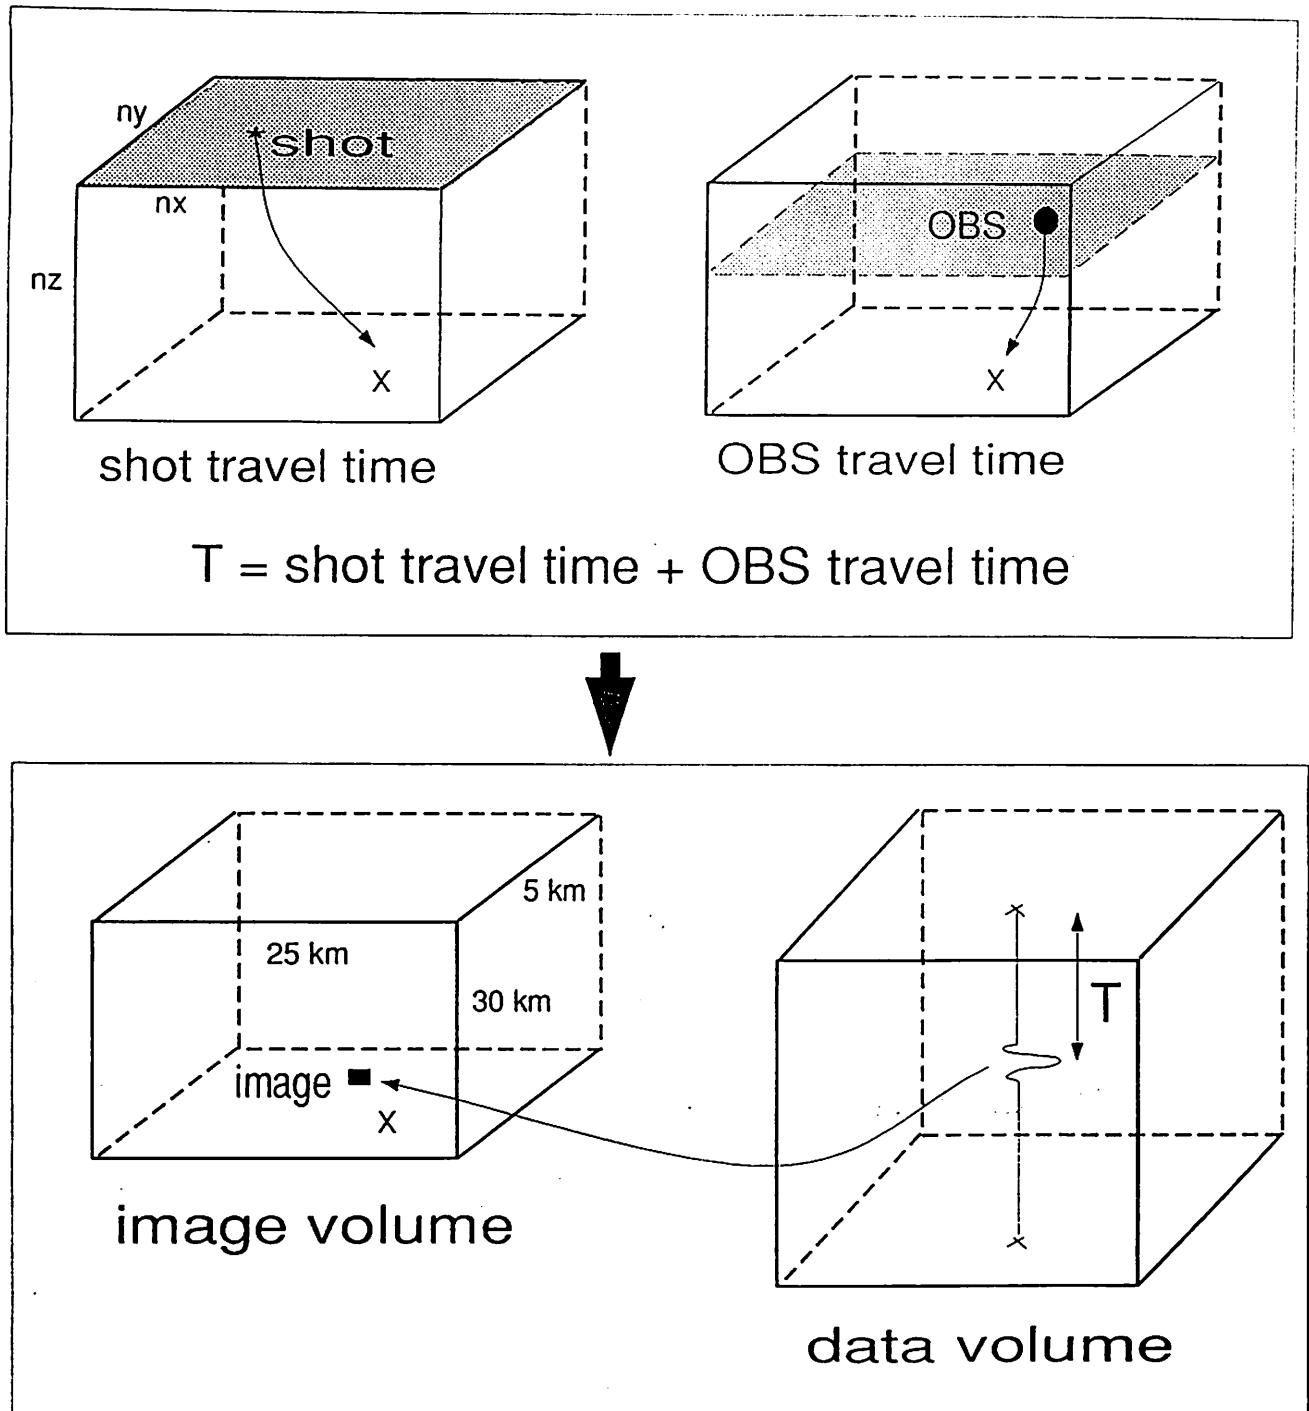 ny
shot
nx
nz
X
shot travel time
OBS
X
OBS travel time
T = shot travel time + OBS travel time
5 km
25 km
30 km
image
X
image volume
T
data volume